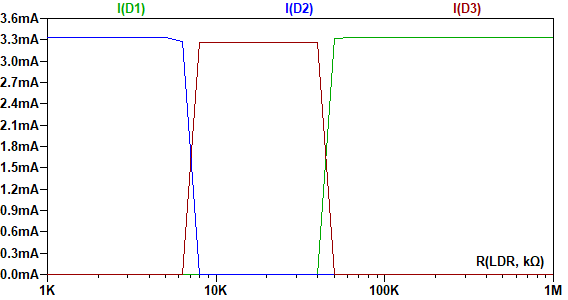 I(D1) I(D2) I(D3)
3.6mA
3.3mA
3.0mA
2.7mA
2.4mA
2.1mA
1.8mA
1.5mA
1.2mA
0.9mA
0.6mA
0.3mA
R(LDR, kΩ)
0.0mA
1K 10K 100K 1M